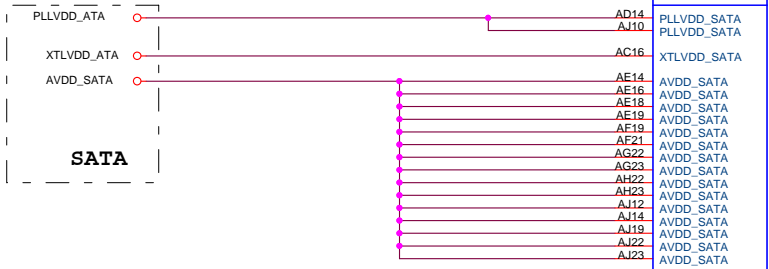 PLLVDD_ATA AD14 PLLVDD_SATA
AJ10 PLLVDD_SATA
XTLVDD_ATA AC16 XTLVDD_SATA
AVDD_SATA AE14 AVDD_SATA
AE16 AVDD_SATA
AE18 AVDD_SATA
AE19 AVDD_SATA
AF19 AVDD_SATA
AF21 AVDD_SATA
AG22 AVDD_SATA
AG23 AVDD_SATA
AH22 AVDD_SATA
AH23 AVDD_SATA
AJ12 AVDD_SATA
AJ14 AVDD_SATA
AJ19 AVDD_SATA
AJ22 AVDD_SATA
AJ23 AVDD_SATA
SATA